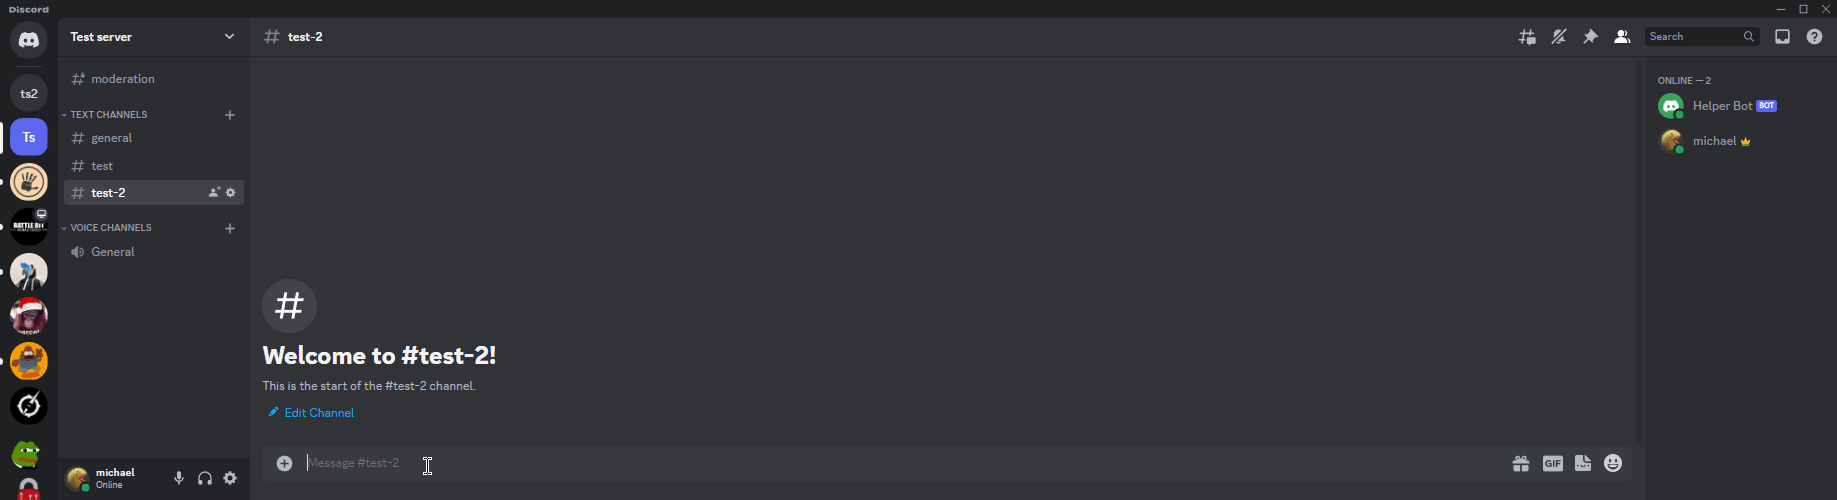 Discord
Test server
# test-2
Search
moderation
ts2
TEXT CHANNELS
Ts
# general
# test
# test-2
VOICE CHANNELS
General
BATTLE BIT
#
Welcome to #test-2!
This is the start of the #test-2 channel.
Edit Channel
Message #test-2
GIF
michael
Online
ONLINE — 2
Helper Bot BOT
michael